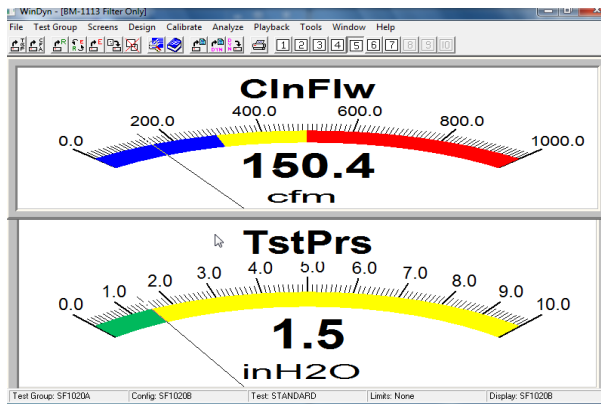 WinDyn - [BM-1113 Filter Only]
File Test Group Screens Design Calibrate Analyze Playback Tools Window Help
1 2 3 4 5 6 7 8 9 10
ClnFlw
0.0 200.0 400.0 600.0 800.0 1000.0
150.4
cfm
TstPrs
0.0 1.0 2.0 3.0 4.0 5.0 6.0 7.0 8.0 9.0 10.0
1.5
inH2O
Test Group: SF1020A Config: SF1020B Test: STANDARD Limits: None Display: SF1020B